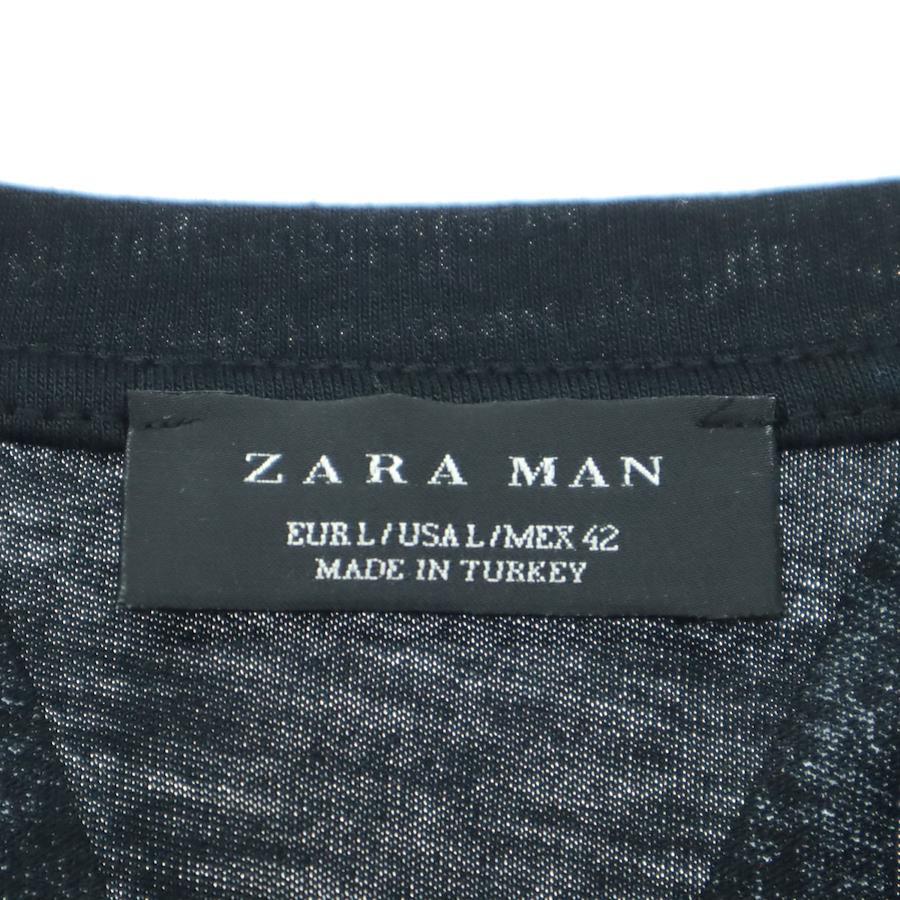 ZARA MAN
EUR L / USA L / MEX 42
MADE IN TURKEY